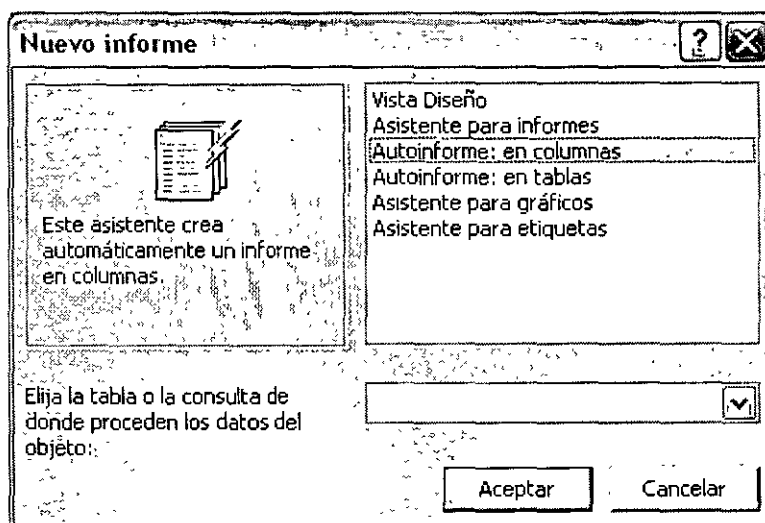 Nuevo informe
?
Vista Diseño
Asistente para informes
Autoinforme: en columnas
Autoinforme: en tablas
Asistente para gráficos
Asistente para etiquetas
Este asistente crea
automáticamente un informe
en columnas.
Elija la tabla o la consulta de
donde proceden los datos del
objeto:
Aceptar
Cancelar